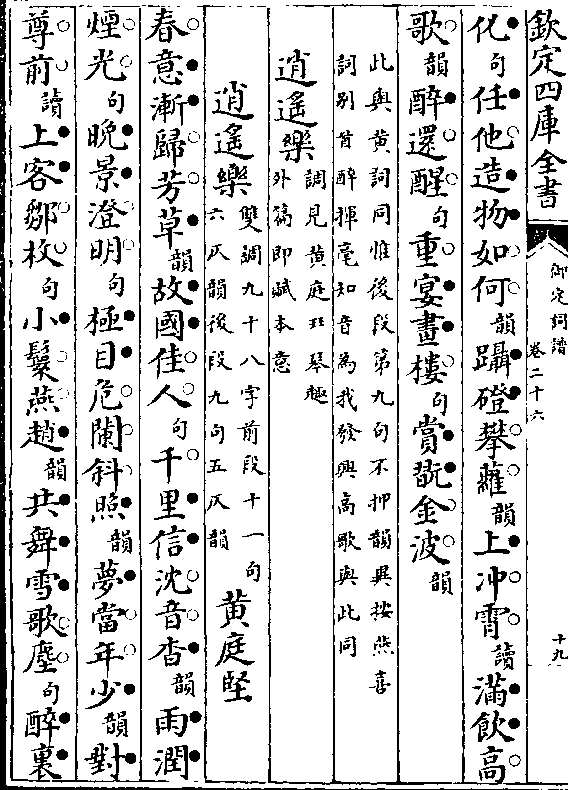 欽定四庫全書
御定詞譜
卷二十六
十九
化句任他造物如何韻躡磴攀蘿韻上冲霄讀滿飲高
歌韻醉還醒句重宴畫樓句賞翫金波韻
此與黄詞同惟後段第九句不押韻異按燕喜
詞別首醉揮毫知音為我發興高歌與此同
逍遙樂調見黄庭堅琴趣
外篇即賦本意
逍遙樂雙調九十八字前段十一句
六仄韻後段九句五仄韻
黄庭堅
春意漸歸芳草韻故國佳人句千里信沈音杳韻雨潤
煙光句晚景澄明句極目危闌斜照韻夢當年少韻對
尊前讀上客鄒枚句小鬟燕趙韻共舞雪歌塵句醉裏